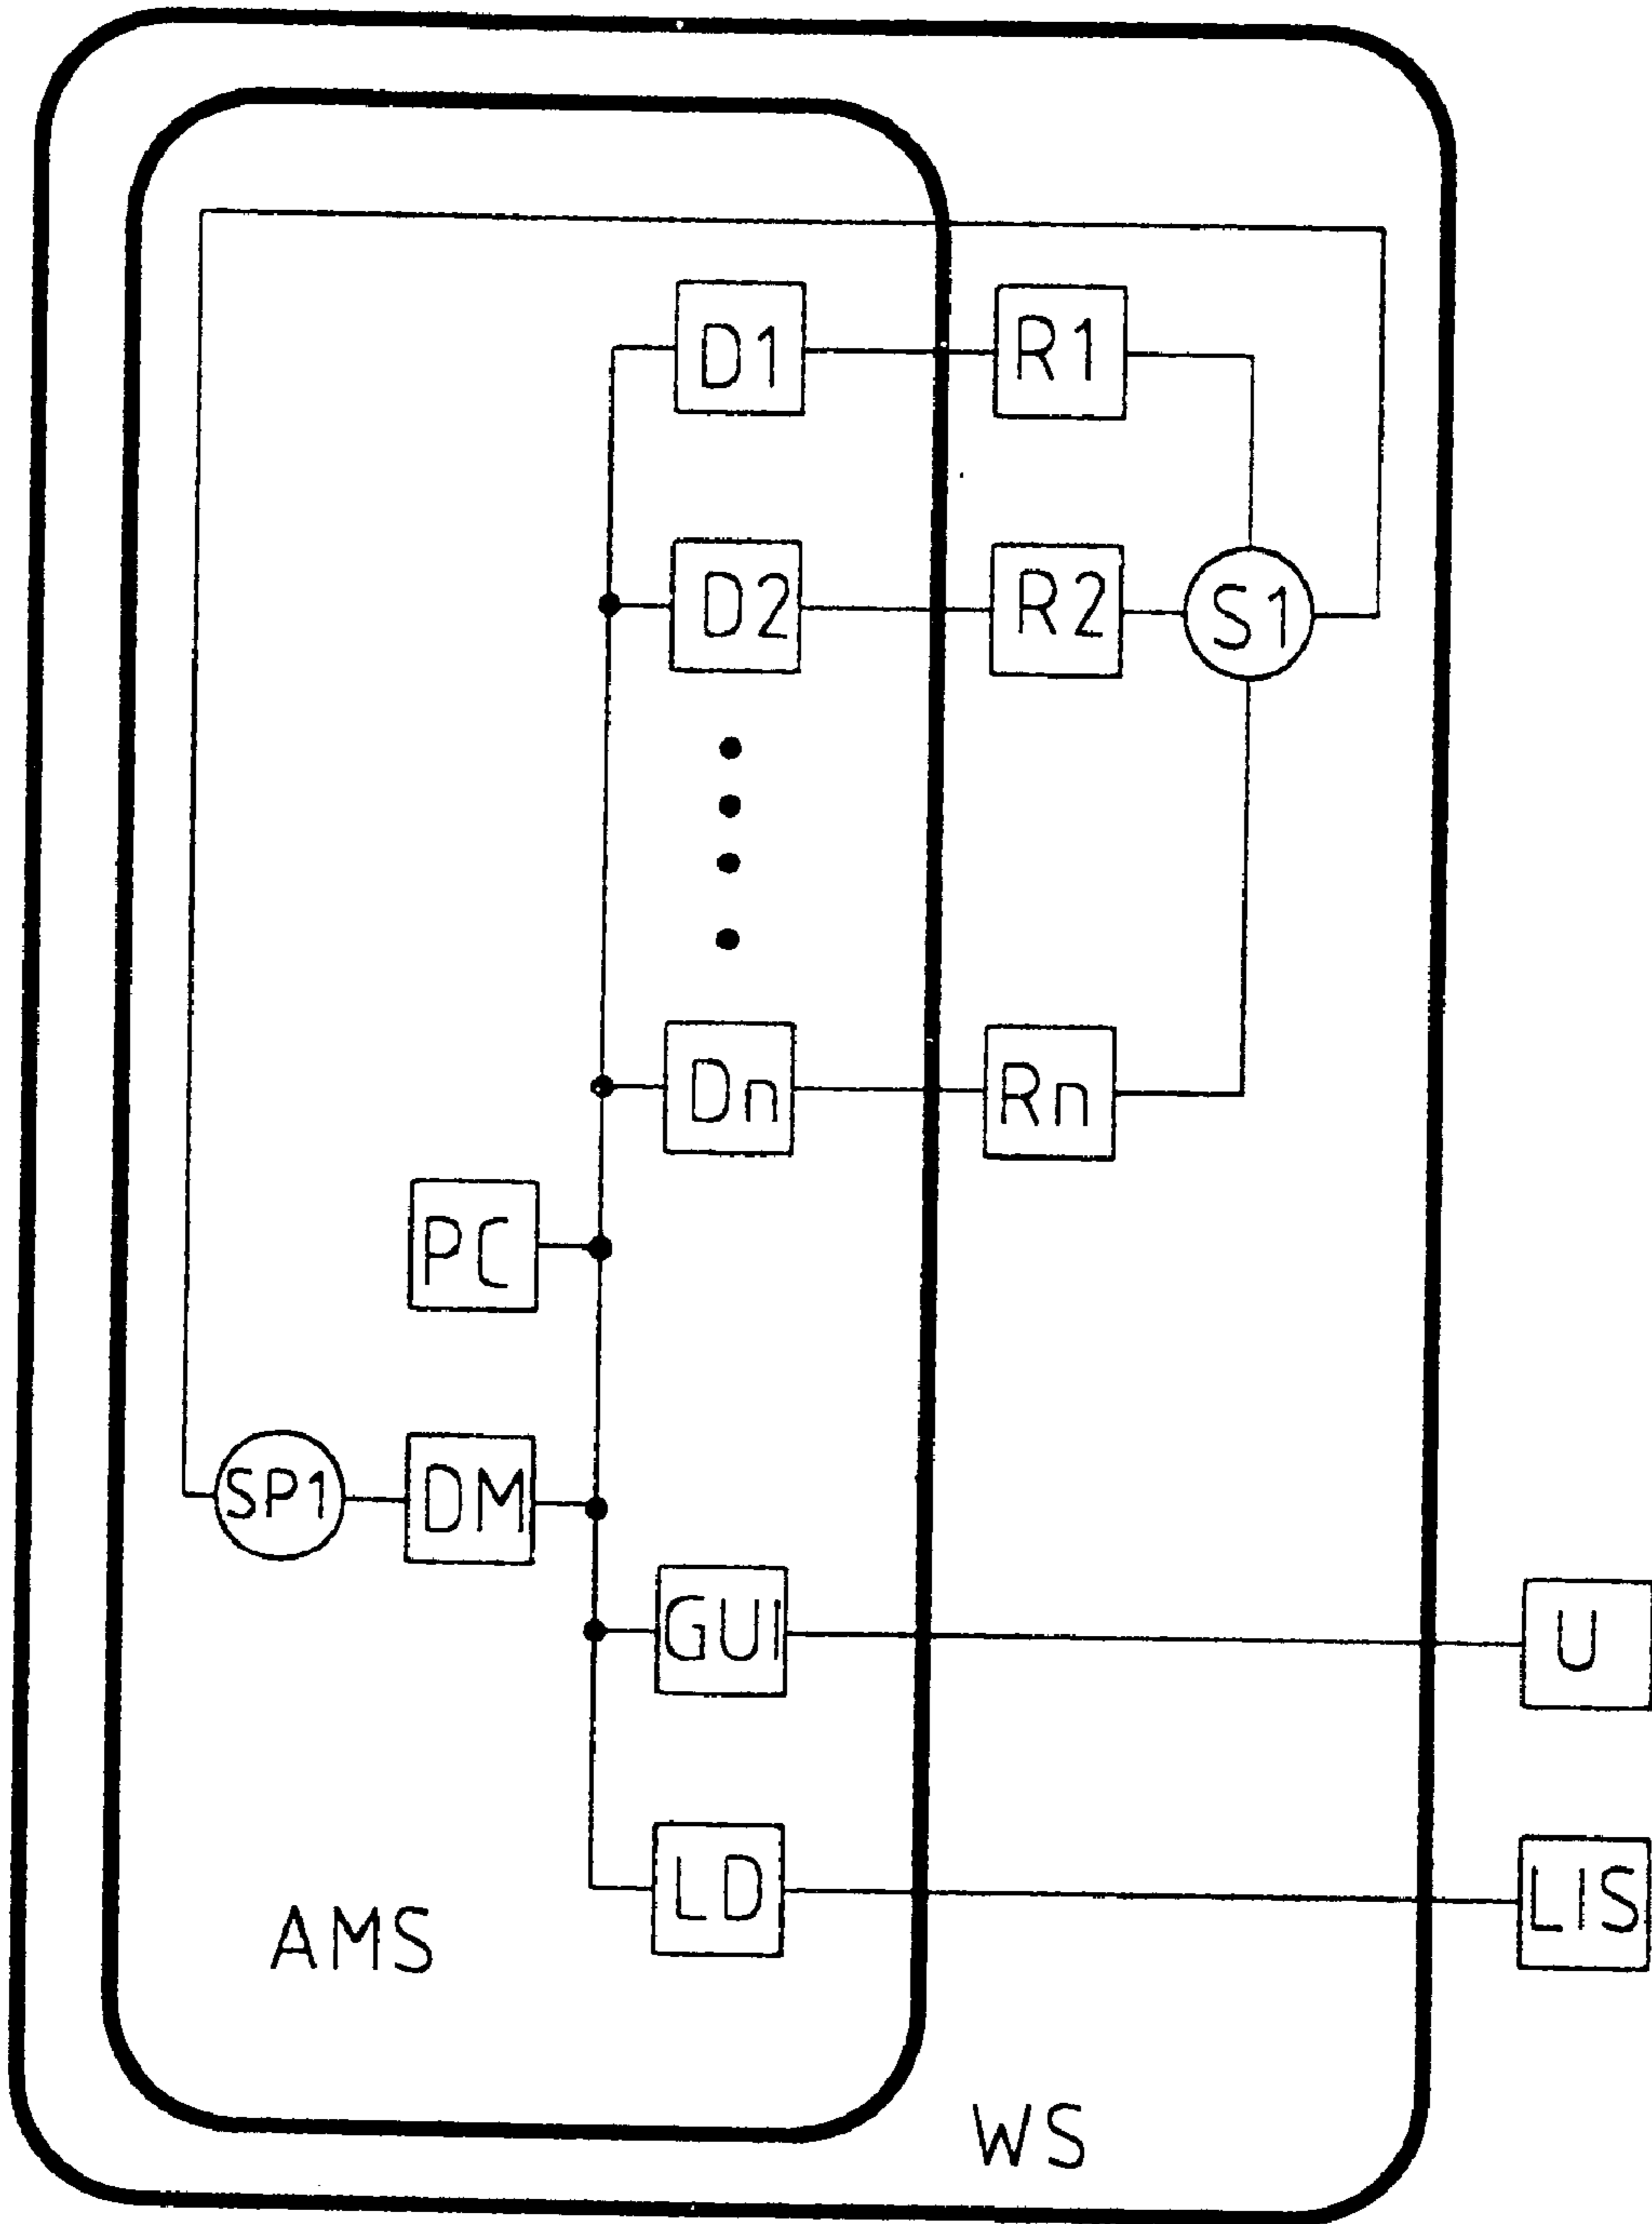 D1 R1
D2 R2 S1
Dn Rn
PC
SP1 DM
GUI U
LD LIS
AMS
WS